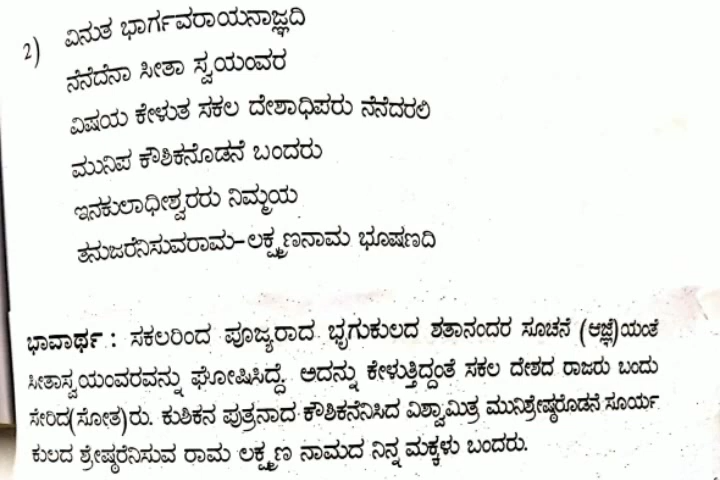 2) ವಿನುತ ಭಾರ್ಗವರಾಯನಾಜ್ಞದಿ
ನೆನೆದೆನಾ ಸೀತಾ ಸ್ವಯಂವರ
ವಿಷಯ ಕೇಳುತ ಸಕಲ ದೇಶಾಧಿಪರು ನೆನೆದರಲಿ
ಮುನಿಪ ಕೌಶಿಕನೊಡನೆ ಬಂದರು
ಇನಕುಲಾಧೀಶ್ವರರು ನಿಮ್ಮಯ
ತನುಜರೆನಿಸುವರಾಮ-ಲಕ್ಷ್ಮಣನಾಮ ಭೂಷಣದಿ
ಭಾವಾರ್ಥ : ಸಕಲರಿಂದ ಪೂಜ್ಯರಾದ ಭೃಗುಕುಲದ ಶತಾನಂದರ ಸೂಚನೆ (ಆಜ್ಞೆ)ಯಂತೆ
ಸೀತಾಸ್ವಯಂವರವನ್ನು ಘೋಷಿಸಿದ್ದೆ. ಅದನ್ನು ಕೇಳುತ್ತಿದ್ದಂತೆ ಸಕಲ ದೇಶದ ರಾಜರು ಬಂದು
ಸೇರಿದ(ಸೋತ)ರು. ಕುಶಿಕನ ಪುತ್ರನಾದ ಕೌಶಿಕನೆನಿಸಿದ ವಿಶ್ವಾಮಿತ್ರ ಮುನಿಶ್ರೇಷ್ಠರೊಡನೆ ಸೂರ್ಯ
ಕುಲದ ಶ್ರೇಷ್ಠರೆನಿಸುವ ರಾಮ ಲಕ್ಷ್ಮಣ ನಾಮದ ನಿನ್ನ ಮಕ್ಕಳು ಬಂದರು.